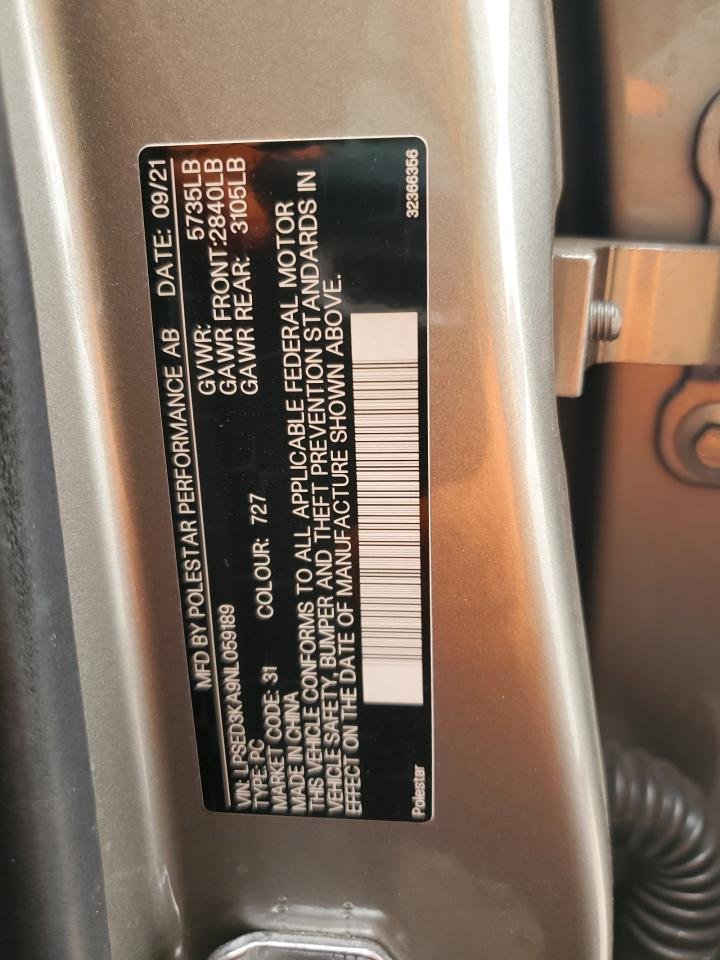 MFD BY POLESTAR PERFORMANCE AB DATE: 09/21
VIN: LPSED3KA9NL059189 GVWR: 5735LB
TYPE: PC GAWR FRONT: 2840LB
MARKET CODE: 31 COLOUR: 727 GAWR REAR: 3105LB
MADE IN CHINA
THIS VEHICLE CONFORMS TO ALL APPLICABLE FEDERAL MOTOR
VEHICLE SAFETY, BUMPER AND THEFT PREVENTION STANDARDS IN
EFFECT ON THE DATE OF MANUFACTURE SHOWN ABOVE.
Polestar 32366356